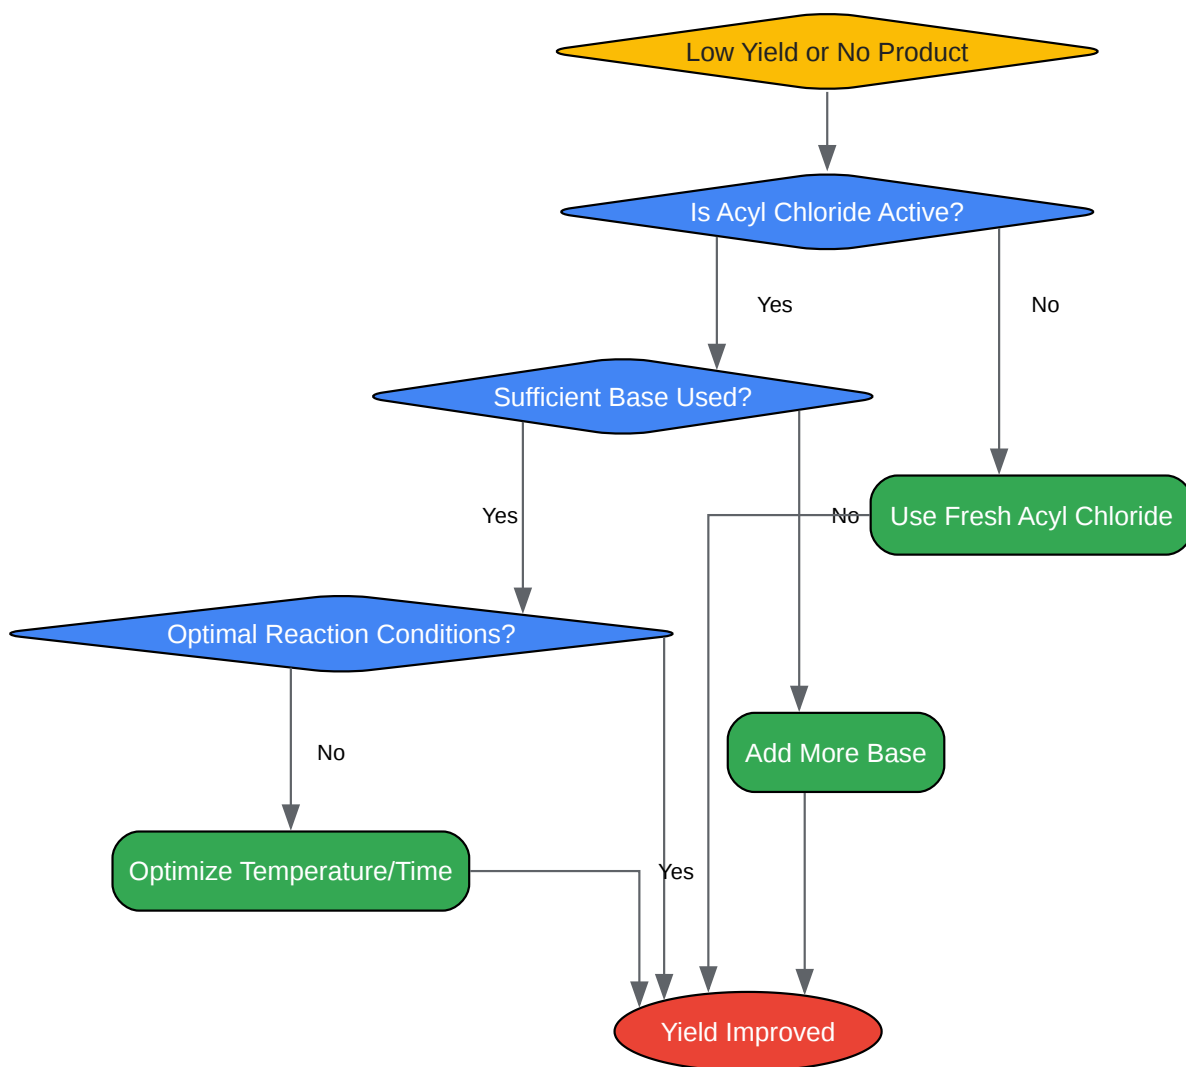 Low Yield or No Product
Is Acyl Chloride Active?
Yes
No
Sufficient Base Used?
Yes
No
Use Fresh Acyl Chloride
Optimal Reaction Conditions?
No
Add More Base
Optimize Temperature/Time
Yes
Yield Improved